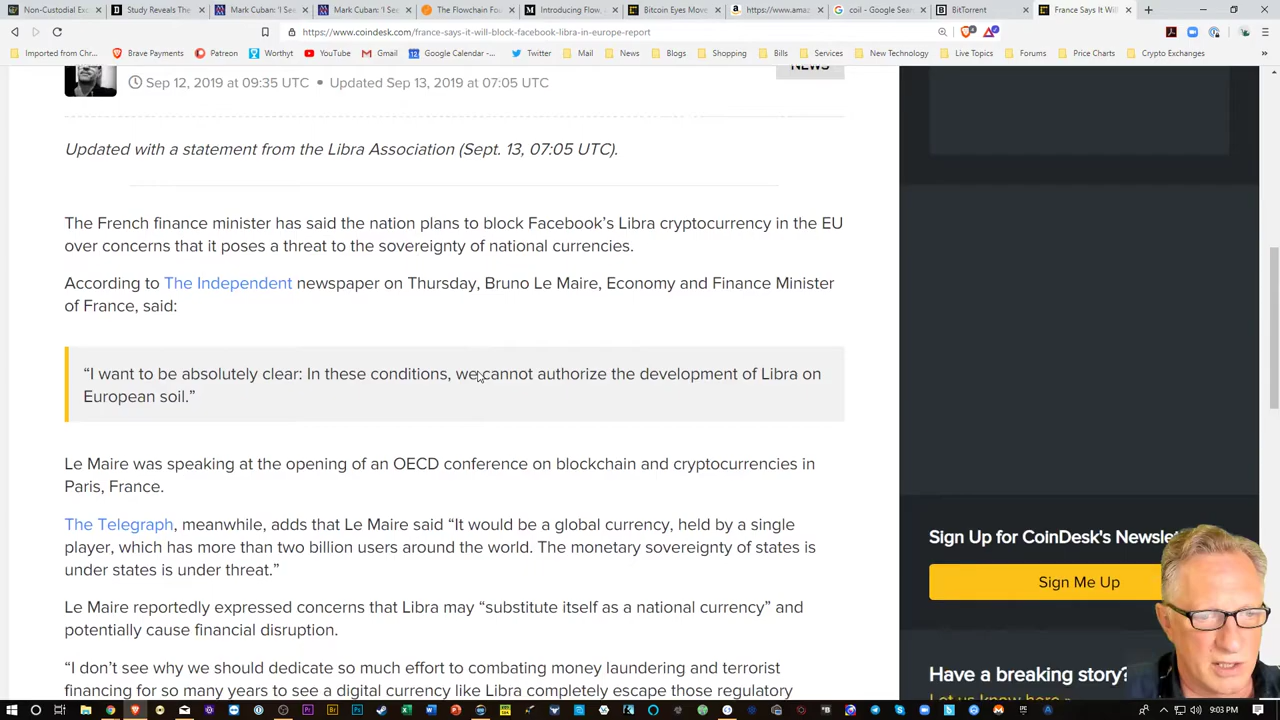 Non-Custodial Exc
Study Reveals The
Mark Cuban: 'I See
Mark Cuban: 'I See
The Flowchain Fou
Introducing Flow,
Bitcoin Eyes Move
https://www.amaz
coil - Google Sear
BitTorrent
France Says It Will
https://www.coindesk.com/france-says-it-will-block-facebook-libra-in-europe-report
Imported from Chro...
Brave Payments
Patreon
YouTube
Worthyt
Gmail
Google Calendar -...
Twitter
Mail
News
Blogs
Shopping
Bills
Services
New Technology
Live Topics
Forums
Price Charts
Crypto Exchanges
NEWS
Sep 12, 2019 at 09:35 UTC • Updated Sep 13, 2019 at 07:05 UTC
Updated with a statement from the Libra Association (Sept. 13, 07:05 UTC).
The French finance minister has said the nation plans to block Facebook’s Libra cryptocurrency in the EU
over concerns that it poses a threat to the sovereignty of national currencies.
According to The Independent newspaper on Thursday, Bruno Le Maire, Economy and Finance Minister
of France, said:
“I want to be absolutely clear: In these conditions, we cannot authorize the development of Libra on
European soil.”
Le Maire was speaking at the opening of an OECD conference on blockchain and cryptocurrencies in
Paris, France.
The Telegraph, meanwhile, adds that Le Maire said “It would be a global currency, held by a single
player, which has more than two billion users around the world. The monetary sovereignty of states is
under states is under threat.”
Le Maire reportedly expressed concerns that Libra may “substitute itself as a national currency” and
potentially cause financial disruption.
“I don’t see why we should dedicate so much effort to combating money laundering and terrorist
financing for so many years to see a digital currency like Libra completely escape those regulatory
Sign Up for CoinDesk's Newsle
Sign Me Up
Have a breaking story?
Let us know here »
9:03 PM